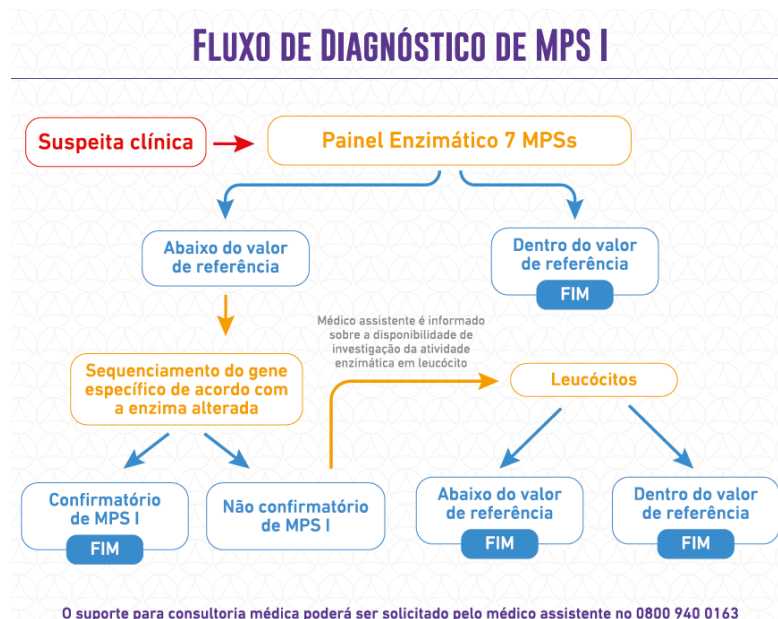 FLUXO DE DIAGNÓSTICO DE MPS I
Suspeita clínica
Painel Enzimático 7 MPSs
Abaixo do valor
de referência
Dentro do valor
de referência
FIM
Médico assistente é informado
sobre a disponibilidade de
investigação da atividade
enzimática em leucócito
Sequenciamento do gene
específico de acordo com
a enzima alterada
Leucócitos
Confirmatório
de MPS I
FIM
Não confirmatório
de MPS I
Abaixo do valor
de referência
FIM
Dentro do valor
de referência
FIM
O suporte para consultoria médica poderá ser solicitado pelo médico assistente no 0800 940 0163